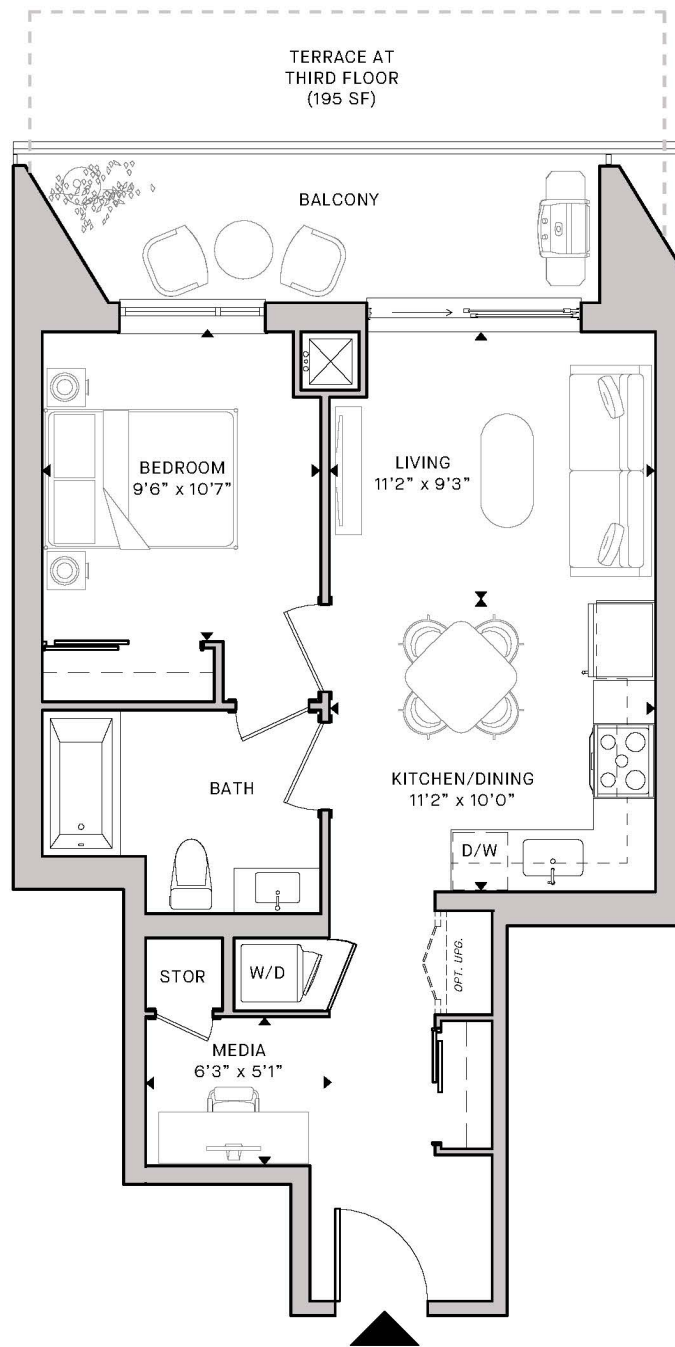 TERRACE AT
THIRD FLOOR
(195 SF)
BALCONY
BEDROOM
9'6" x 10'7"
LIVING
11'2" x 9'3"
KITCHEN/DINING
11'2" x 10'0"
BATH
D/W
STOR
W/D
OPT. UPG.
MEDIA
6'3" x 5'1"